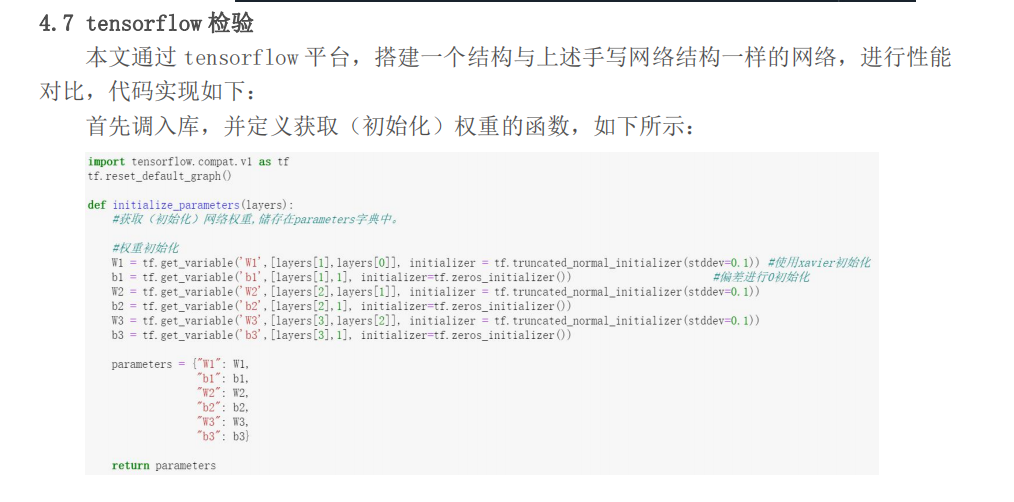 4.7 tensorflow 检验
本文通过 tensorflow 平台，搭建一个结构与上述手写网络结构一样的网络，进行性能
对比，代码实现如下：
首先调入库，并定义获取（初始化）权重的函数，如下所示：
import tensorflow.compat.v1 as tf
tf.reset_default_graph()
def initialize_parameters(layers):
#获取（初始化）网络权重,储存在parameters字典中。
#权重初始化
W1 = tf.get_variable('W1',[layers[1],layers[0]], initializer = tf.truncated_normal_initializer(stddev=0.1)) #使用xavier初始化
b1 = tf.get_variable('b1',[layers[1],1], initializer=tf.zeros_initializer()) #偏差进行0初始化
W2 = tf.get_variable('W2',[layers[2],layers[1]], initializer = tf.truncated_normal_initializer(stddev=0.1))
b2 = tf.get_variable('b2',[layers[2],1], initializer=tf.zeros_initializer())
W3 = tf.get_variable('W3',[layers[3],layers[2]], initializer = tf.truncated_normal_initializer(stddev=0.1))
b3 = tf.get_variable('b3',[layers[3],1], initializer=tf.zeros_initializer())
parameters = {"W1": W1,
"b1": b1,
"W2": W2,
"b2": b2,
"W3": W3,
"b3": b3}
return parameters